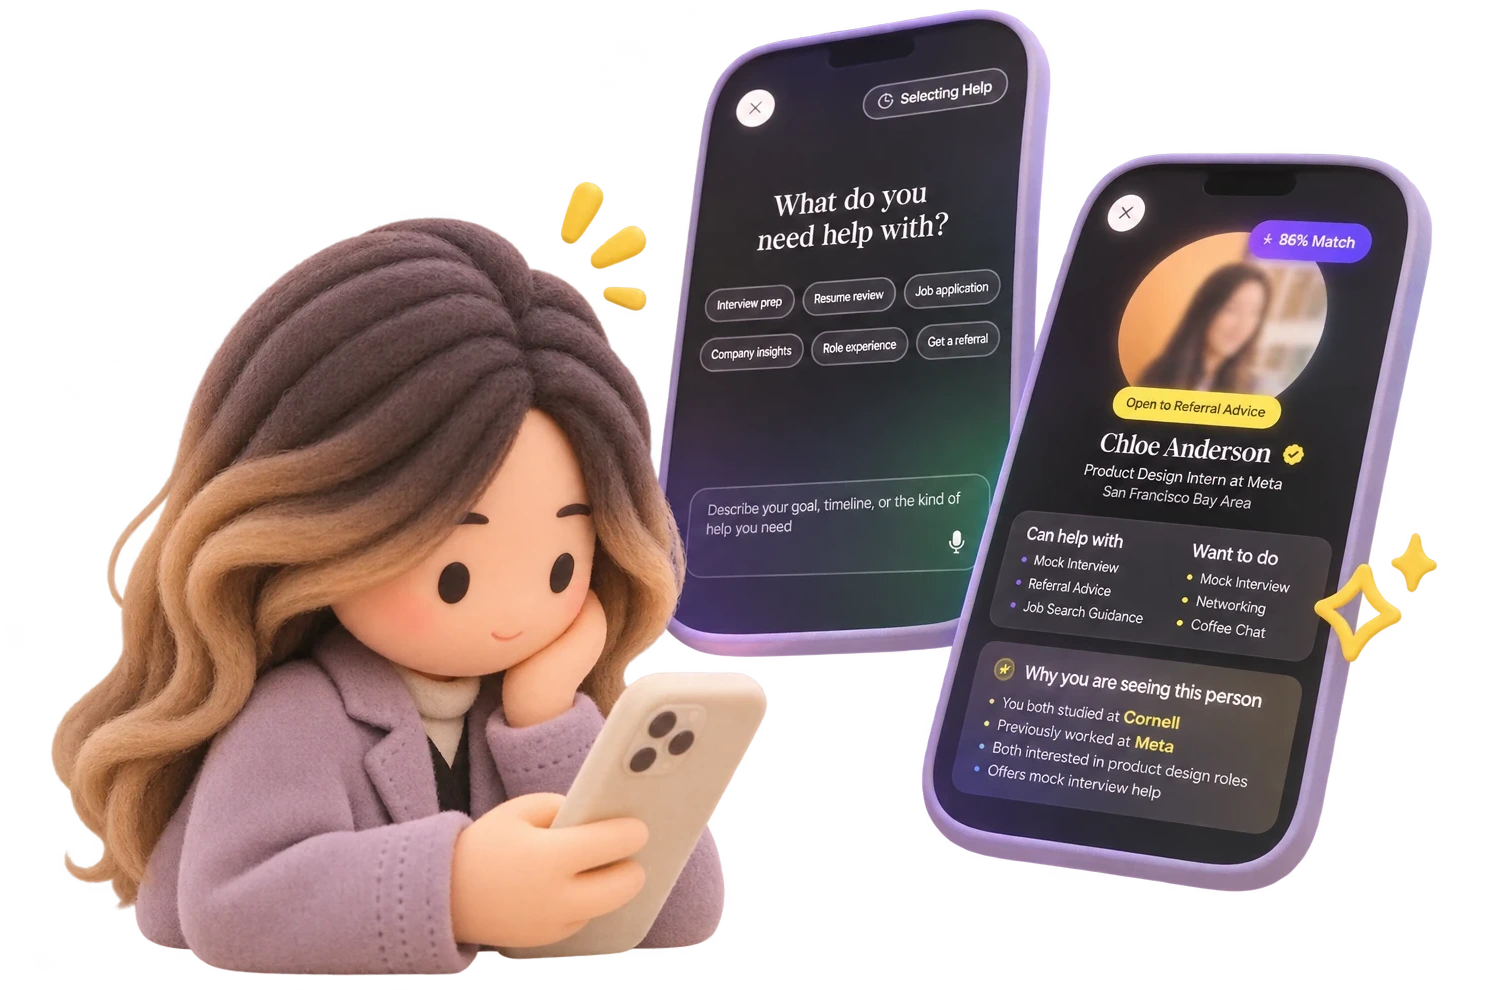 Selecting Help
What do you
need help with?
Interview prep
Resume review
Job application
Company insights
Role experience
Get a referral
Describe your goal, timeline, or the kind of
help you need
86% Match
Open to Referral Advice
Chloe Anderson
Product Design Intern at Meta
San Francisco Bay Area
Can help with
Mock Interview
Referral Advice
Job Search Guidance
Want to do
Mock Interview
Networking
Coffee Chat
Why you are seeing this person
You both studied at Cornell
Previously worked at Meta
Both interested in product design roles
Offers mock interview help